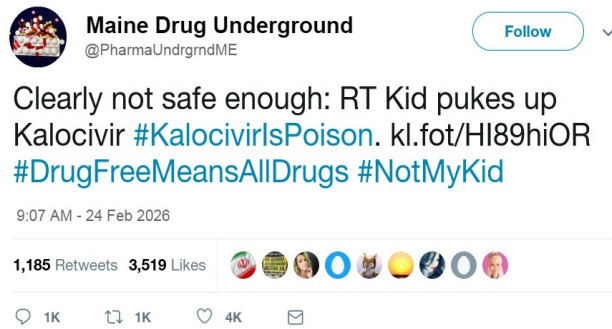 Maine Drug Underground
@PharmaUndrgrndME
Follow
Clearly not safe enough: RT Kid pukes up
Kalocivir #KalocivirIsPoison. kl.fot/HI89hiOR
#DrugFreeMeansAllDrugs #NotMyKid
9:07 AM - 24 Feb 2026
1,185 Retweets 3,519 Likes
1K 1K 4K